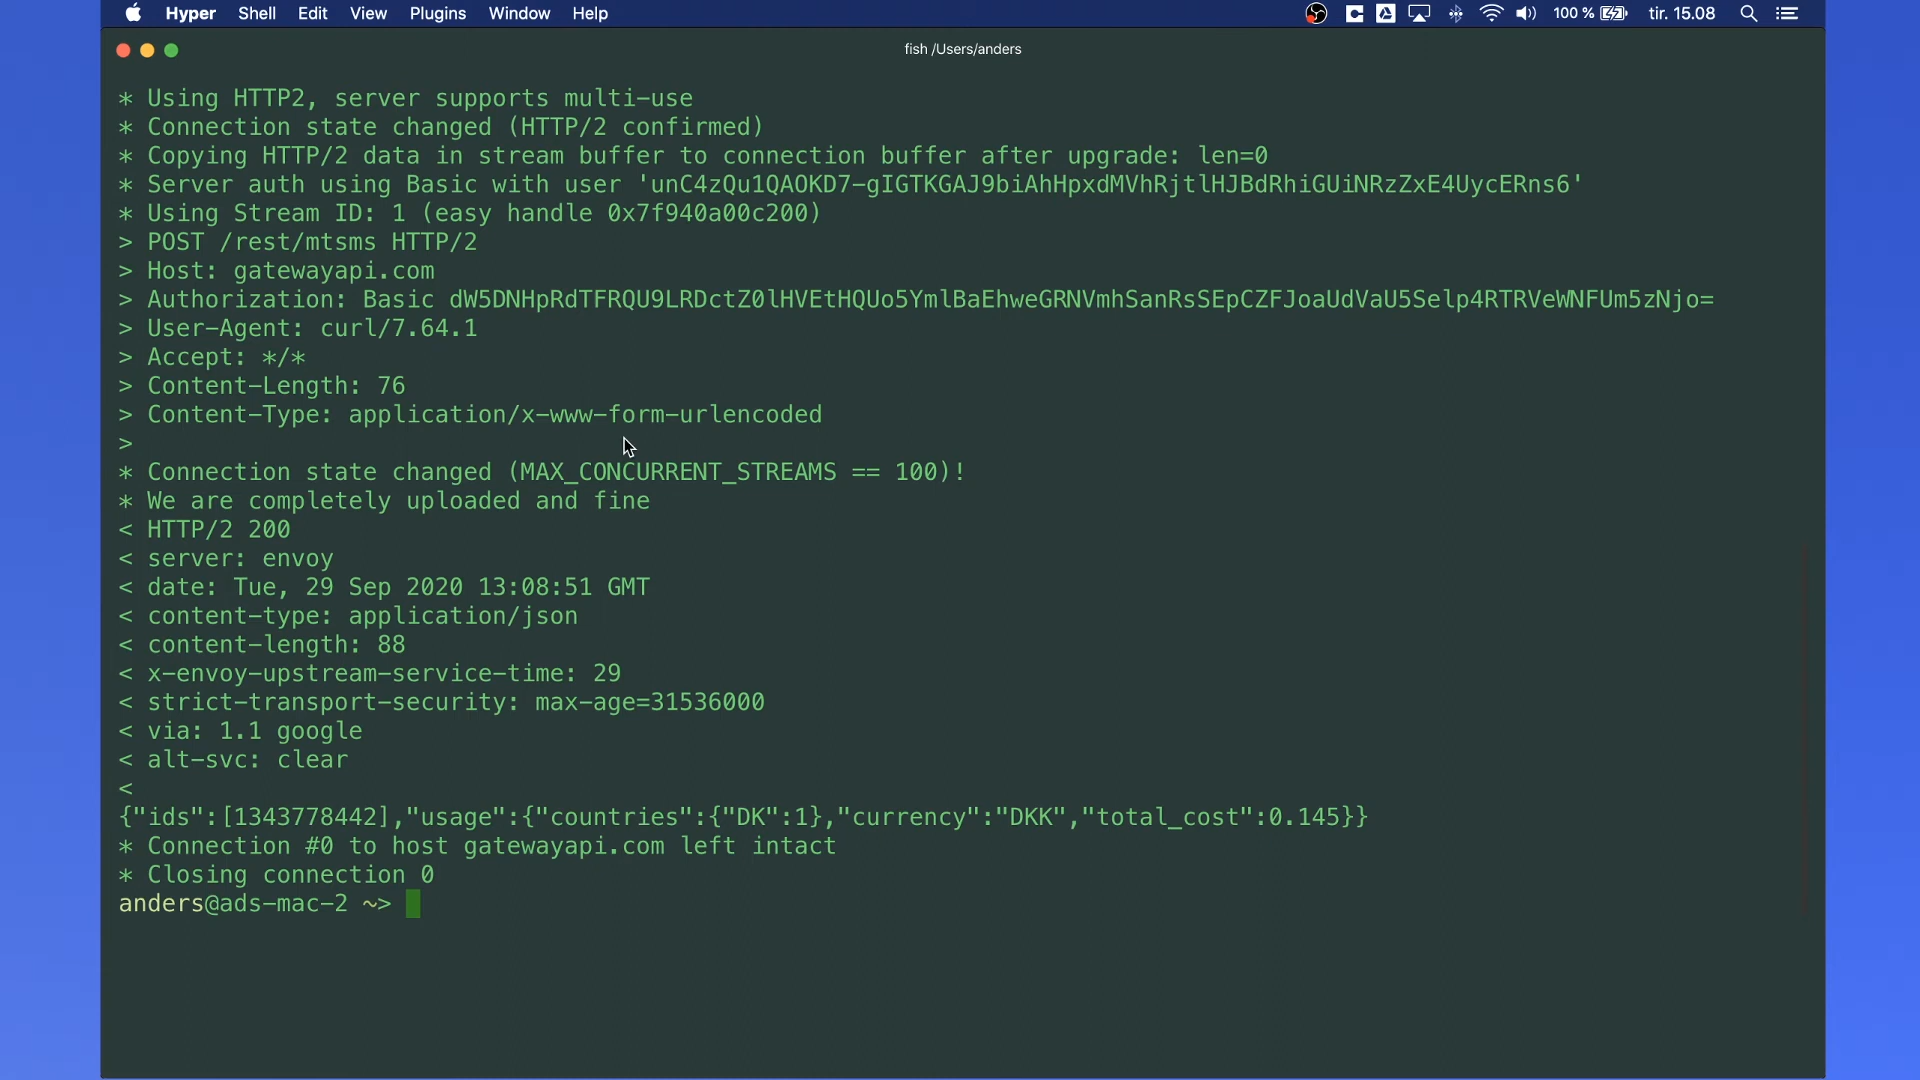 Hyper Shell Edit View Plugins Window Help 100 % tir. 15.08
fish /Users/anders
* Using HTTP2, server supports multi-use
* Connection state changed (HTTP/2 confirmed)
* Copying HTTP/2 data in stream buffer to connection buffer after upgrade: len=0
* Server auth using Basic with user 'unC4zQu1QAOKD7-gIGTKGAJ9biAhHpxdMVhRjtlHJBdRhiGUiNRzZxE4UycERns6'
* Using Stream ID: 1 (easy handle 0x7f940a00c200)
> POST /rest/mtsms HTTP/2
> Host: gatewayapi.com
> Authorization: Basic dW5DNHpRdTFRQU9LRDctZ0lHVEtHQUo5YmlBaEhweGRNVmhSanRsSEpCZFJoaUdVaU5Selp4RTRVeWNFUm5zNjo=
> User-Agent: curl/7.64.1
> Accept: */*
> Content-Length: 76
> Content-Type: application/x-www-form-urlencoded
>
* Connection state changed (MAX_CONCURRENT_STREAMS == 100)!
* We are completely uploaded and fine
< HTTP/2 200
< server: envoy
< date: Tue, 29 Sep 2020 13:08:51 GMT
< content-type: application/json
< content-length: 88
< x-envoy-upstream-service-time: 29
< strict-transport-security: max-age=31536000
< via: 1.1 google
< alt-svc: clear
<
{"ids":[1343778442],"usage":{"countries":{"DK":1},"currency":"DKK","total_cost":0.145}}
* Connection #0 to host gatewayapi.com left intact
* Closing connection 0
anders@ads-mac-2 ~>